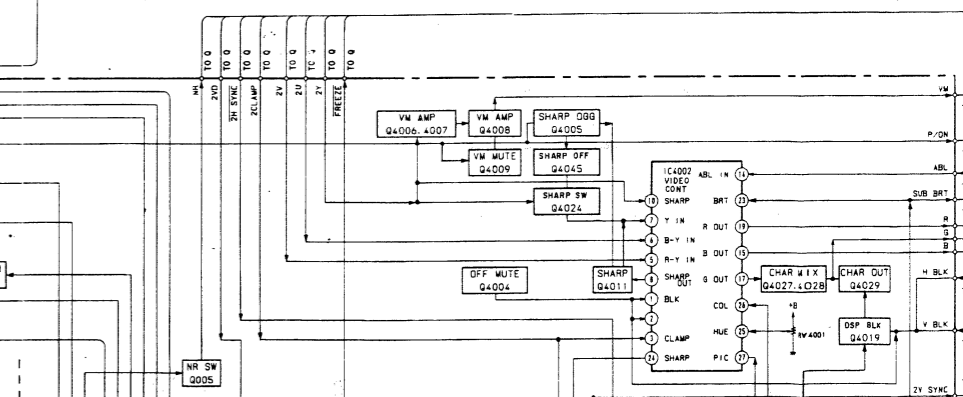 TO Q
TO Q
TO Q
TO Q
TO Q
TO Q
TO Q
NH
2VD
2H SYNC
2CLAMP
2V
2U
2Y
FREEZE
VM
VM AMP
Q4006.4007
VM AMP
Q4008
SHARP OGG
Q4005
P/ON
VM MUTE
Q4009
SHARP OFF
Q4045
IC4002
VIDEO
CONT
ABL IN
14
ABL
SHARP SW
Q4024
10
SHARP
BRT
23
SUB BRT
7
Y IN
R OUT
19
R
G
6
B-Y IN
B OUT
15
B
5
R-Y IN
OFF MUTE
Q4004
SHARP
Q4011
8
SHARP
OUT
G OUT
17
CHAR MIX
Q4027.4028
CHAR OUT
Q4029
H BLK
1
BLK
COL
26
+B
2
HUE
25
RV4001
DSP BLK
Q4019
V BLK
3
CLAMP
24
SHARP
PIC
27
NR SW
Q005
2V SYNC